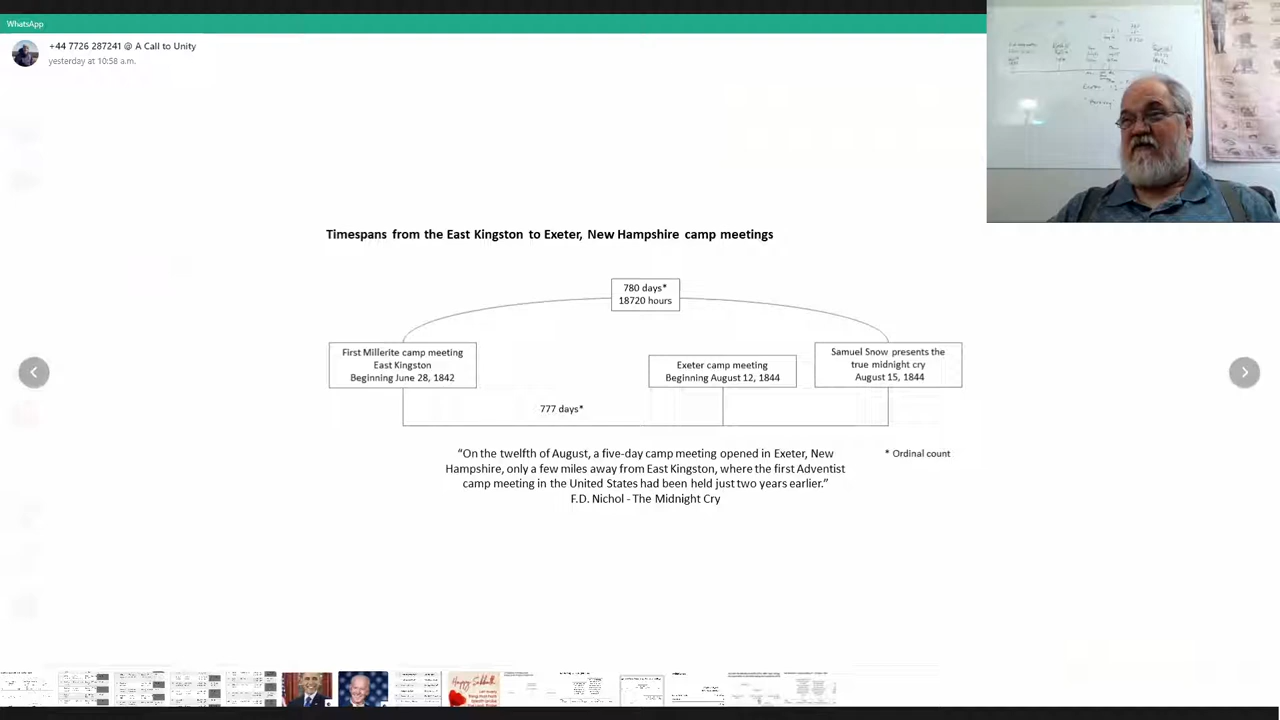 WhatsApp
+44 7726 287241 @ A Call to Unity
yesterday at 10:58 a.m.
Timespans from the East Kingston to Exeter, New Hampshire camp meetings
780 days*
18720 hours
First Millerite camp meeting
East Kingston
Beginning June 28, 1842
Exeter camp meeting
Beginning August 12, 1844
Samuel Snow presents the
true midnight cry
August 15, 1844
777 days*
“On the twelfth of August, a five-day camp meeting opened in Exeter, New
Hampshire, only a few miles away from East Kingston, where the first Adventist
camp meeting in the United States had been held just two years earlier.”
F.D. Nichol - The Midnight Cry
* Ordinal count
Happy Sabbath